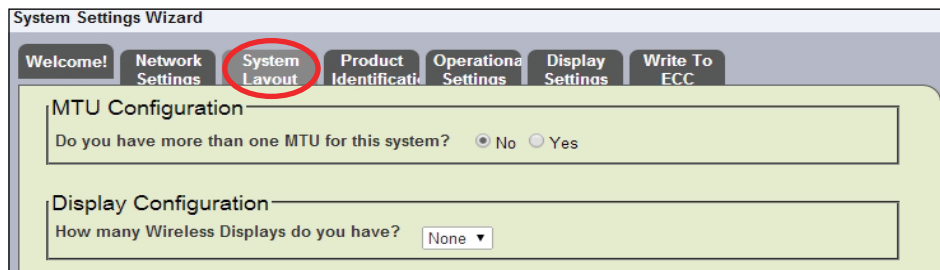 System Settings Wizard
Welcome! Network Settings System Layout Product Identificati Operationa Settings Display Settings Write To ECC
MTU Configuration
Do you have more than one MTU for this system? No Yes
Display Configuration
How many Wireless Displays do you have? None